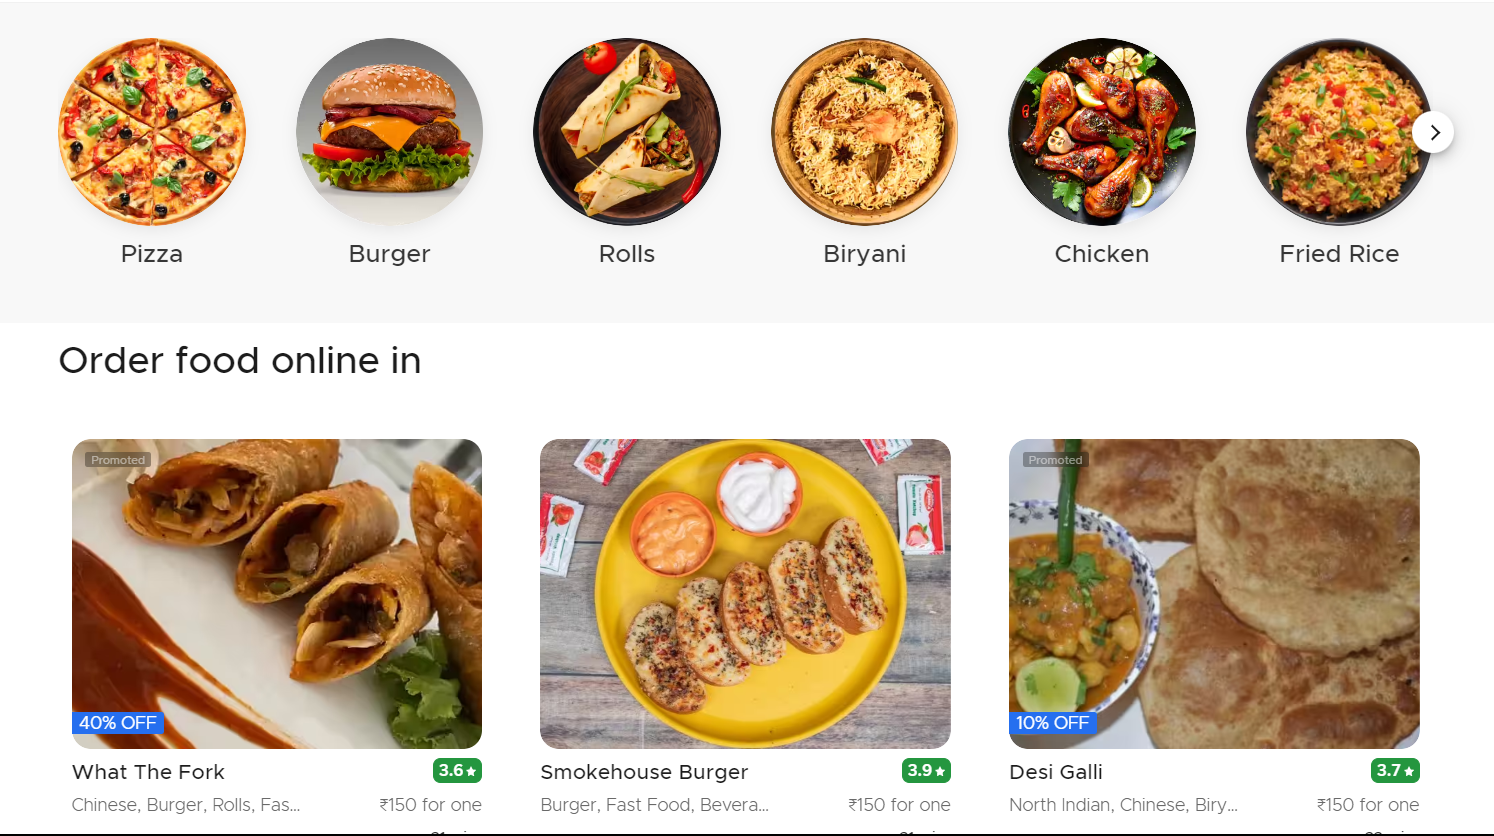 Pizza
Burger
Rolls
Biryani
Chicken
Fried Rice
Order food online in
Promoted
40% OFF
What The Fork
3.6★
Chinese, Burger, Rolls, Fas...
₹150 for one
Smokehouse Burger
3.9★
Burger, Fast Food, Bevera...
₹150 for one
Promoted
10% OFF
Desi Galli
3.7★
North Indian, Chinese, Biry...
₹150 for one